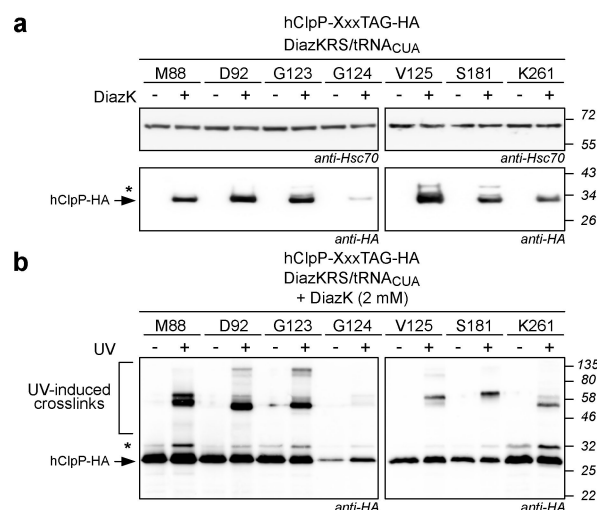 a
hClpP-XxxTAG-HA
DiazKRS/tRNACUA
M88 D92 G123 G124 V125 S181 K261
DiazK - + - + - + - + - + - + - +
72
55
anti-Hsc70 anti-Hsc70
43
* 34
hClpP-HA
26
anti-HA anti-HA
b
hClpP-XxxTAG-HA
DiazKRS/tRNACUA
+ DiazK (2 mM)
M88 D92 G123 G124 V125 S181 K261
UV - + - + - + - + - + - + - +
135
80
UV-induced 58
crosslinks 46
* 32
hClpP-HA
25
22
anti-HA anti-HA